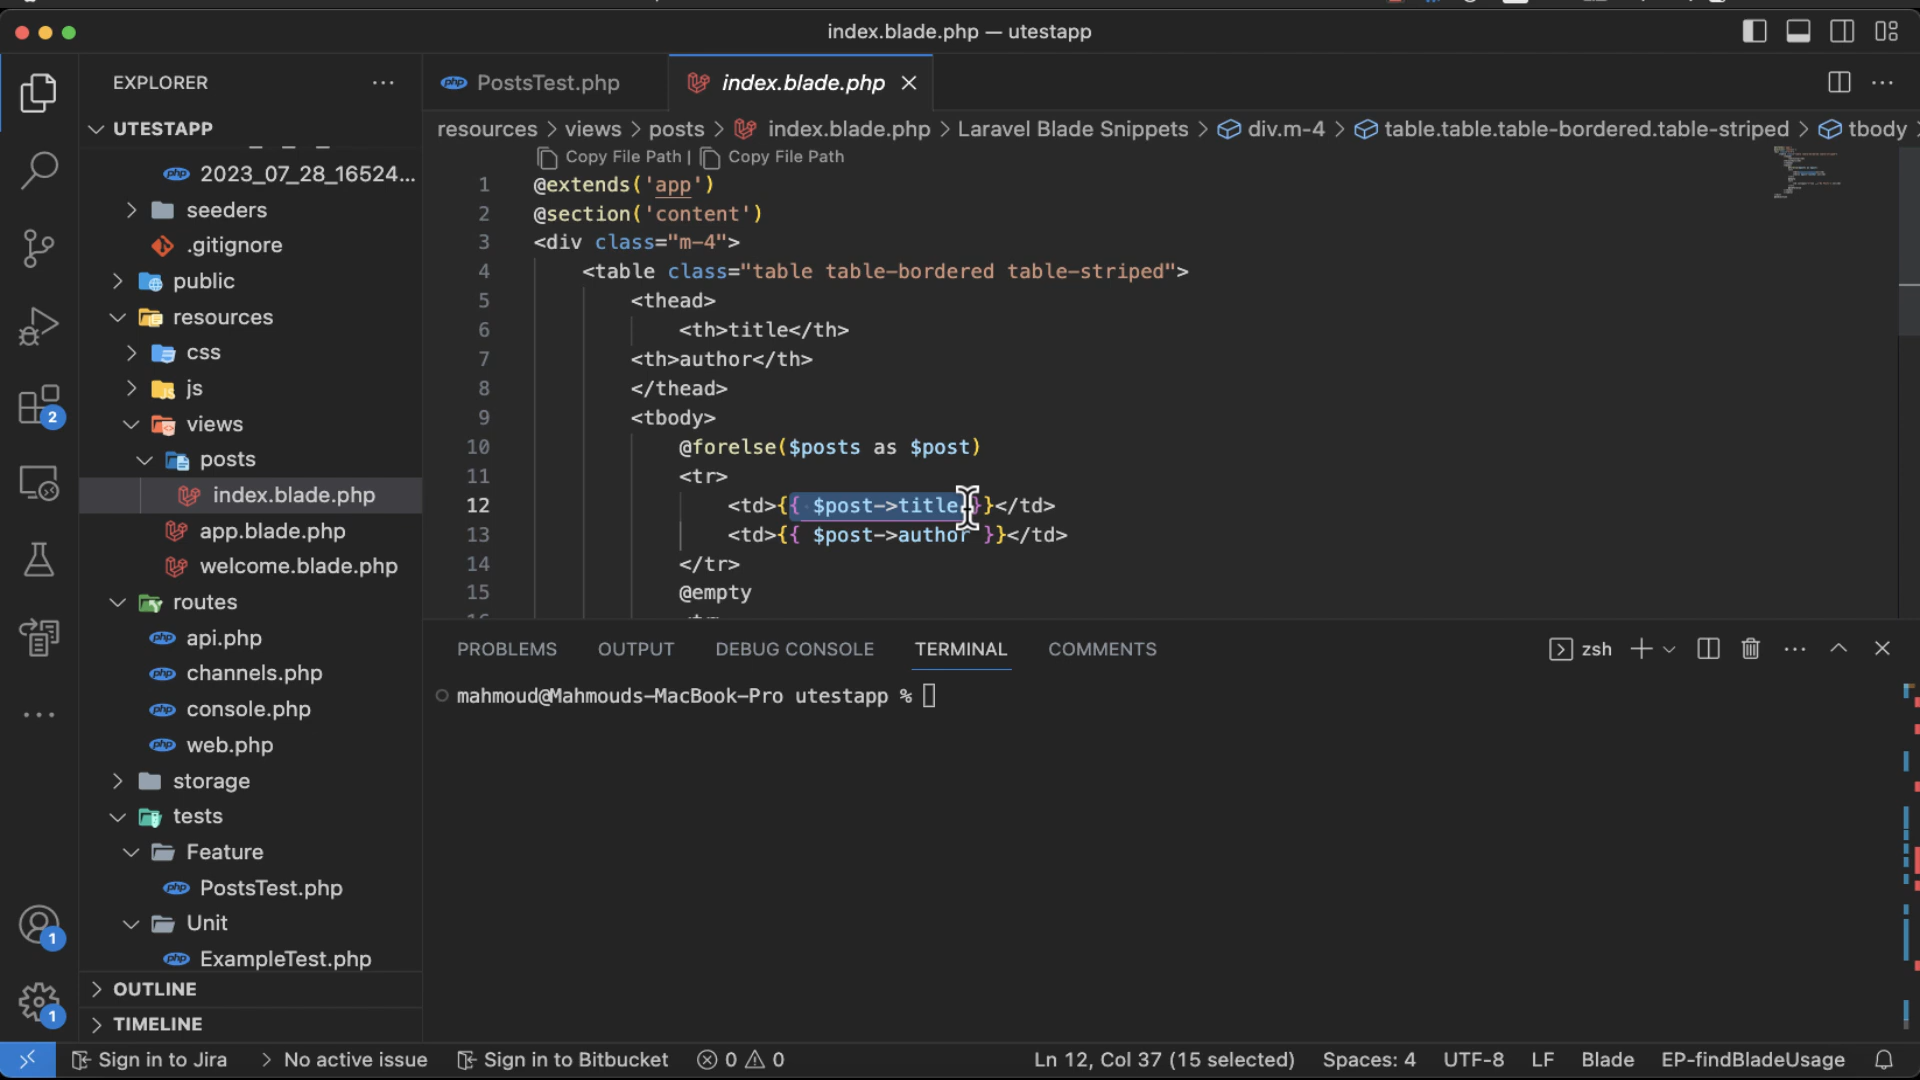 index.blade.php — utestapp
EXPLORER
UTESTAPP
2023_07_28_16524...
seeders
.gitignore
public
resources
css
js
views
posts
index.blade.php
app.blade.php
welcome.blade.php
routes
api.php
channels.php
console.php
web.php
storage
tests
Feature
PostsTest.php
Unit
ExampleTest.php
OUTLINE
TIMELINE
2
1
1
PostsTest.php
index.blade.php
resources > views > posts > index.blade.php > Laravel Blade Snippets > div.m-4 > table.table.table-bordered.table-striped > tbody
Copy File Path | Copy File Path
1 @extends('app')
2 @section('content')
3 <div class="m-4">
4 <table class="table table-bordered table-striped">
5 <thead>
6 <th>title</th>
7 <th>author</th>
8 </thead>
9 <tbody>
10 @forelse($posts as $post)
11 <tr>
12 <td>{{ $post->title }}</td>
13 <td>{{ $post->author }}</td>
14 </tr>
15 @empty
PROBLEMS OUTPUT DEBUG CONSOLE TERMINAL COMMENTS
zsh
mahmoud@Mahmouds-MacBook-Pro utestapp %
Sign in to Jira No active issue Sign in to Bitbucket 0 0 Ln 12, Col 37 (15 selected) Spaces: 4 UTF-8 LF Blade EP-findBladeUsage